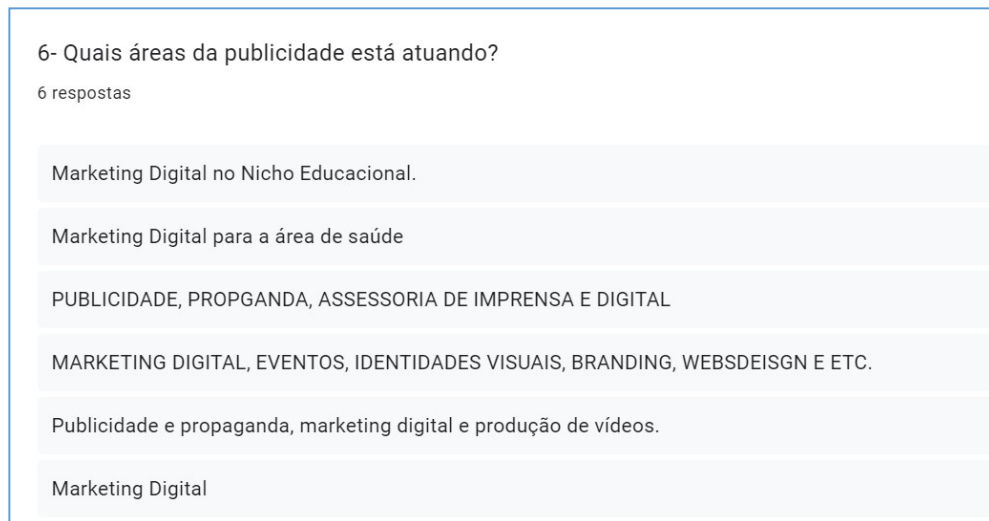 6- Quais áreas da publicidade está atuando?
6 respostas
Marketing Digital no Nicho Educacional.
Marketing Digital para a área de saúde
PUBLICIDADE, PROPGANDA, ASSESSORIA DE IMPRENSA E DIGITAL
MARKETING DIGITAL, EVENTOS, IDENTIDADES VISUAIS, BRANDING, WEBSDEISGN E ETC.
Publicidade e propaganda, marketing digital e produção de vídeos.
Marketing Digital